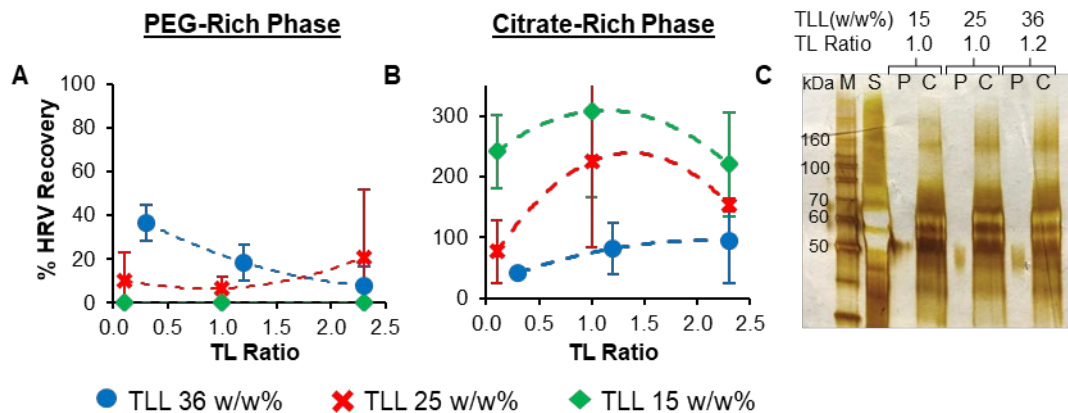 PEG-Rich Phase
Citrate-Rich Phase
TLL(w/w%) 15 25 36
TL Ratio 1.0 1.0 1.2
A
B
C
kDa M S P C P C P C
% HRV Recovery
100
80
60
40
20
0
0.0 0.5 1.0 1.5 2.0 2.5
TL Ratio
300
200
100
0
0.0 0.5 1.0 1.5 2.0 2.5
TL Ratio
160
100
70
60
50
TLL 36 w/w% TLL 25 w/w% TLL 15 w/w%